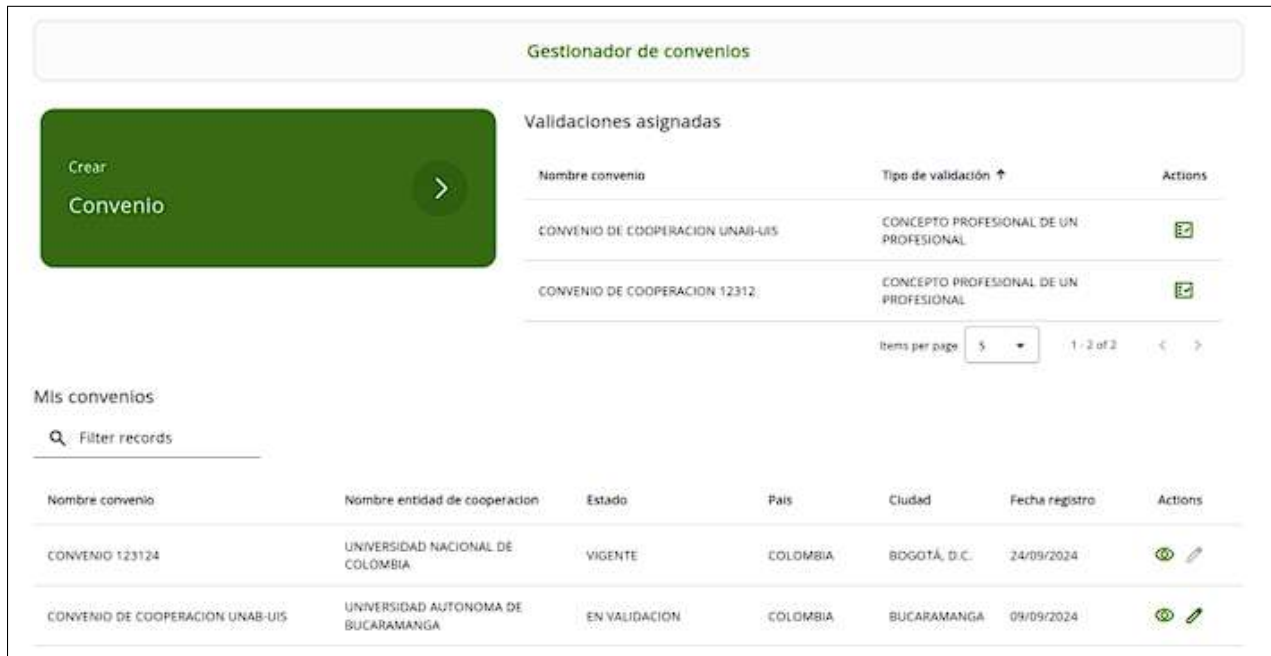 Gestionador de convenios
Crear
Convenio
Validaciones asignadas
Nombre convenio Tipo de validación Actions
CONVENIO DE COOPERACION UNAB-UIS CONCEPTO PROFESIONAL DE UN
PROFESIONAL
CONVENIO DE COOPERACION 12312 CONCEPTO PROFESIONAL DE UN
PROFESIONAL
Items per page 5 1 - 2 of 2
Mis convenios
Filter records
Nombre convenio Nombre entidad de cooperacion Estado Pais Ciudad Fecha registro Actions
CONVENIO 123124 UNIVERSIDAD NACIONAL DE
COLOMBIA VIGENTE COLOMBIA BOGOTÁ, D.C. 24/09/2024
CONVENIO DE COOPERACION UNAB-UIS UNIVERSIDAD AUTONOMA DE
BUCARAMANGA EN VALIDACION COLOMBIA BUCARAMANGA 09/09/2024